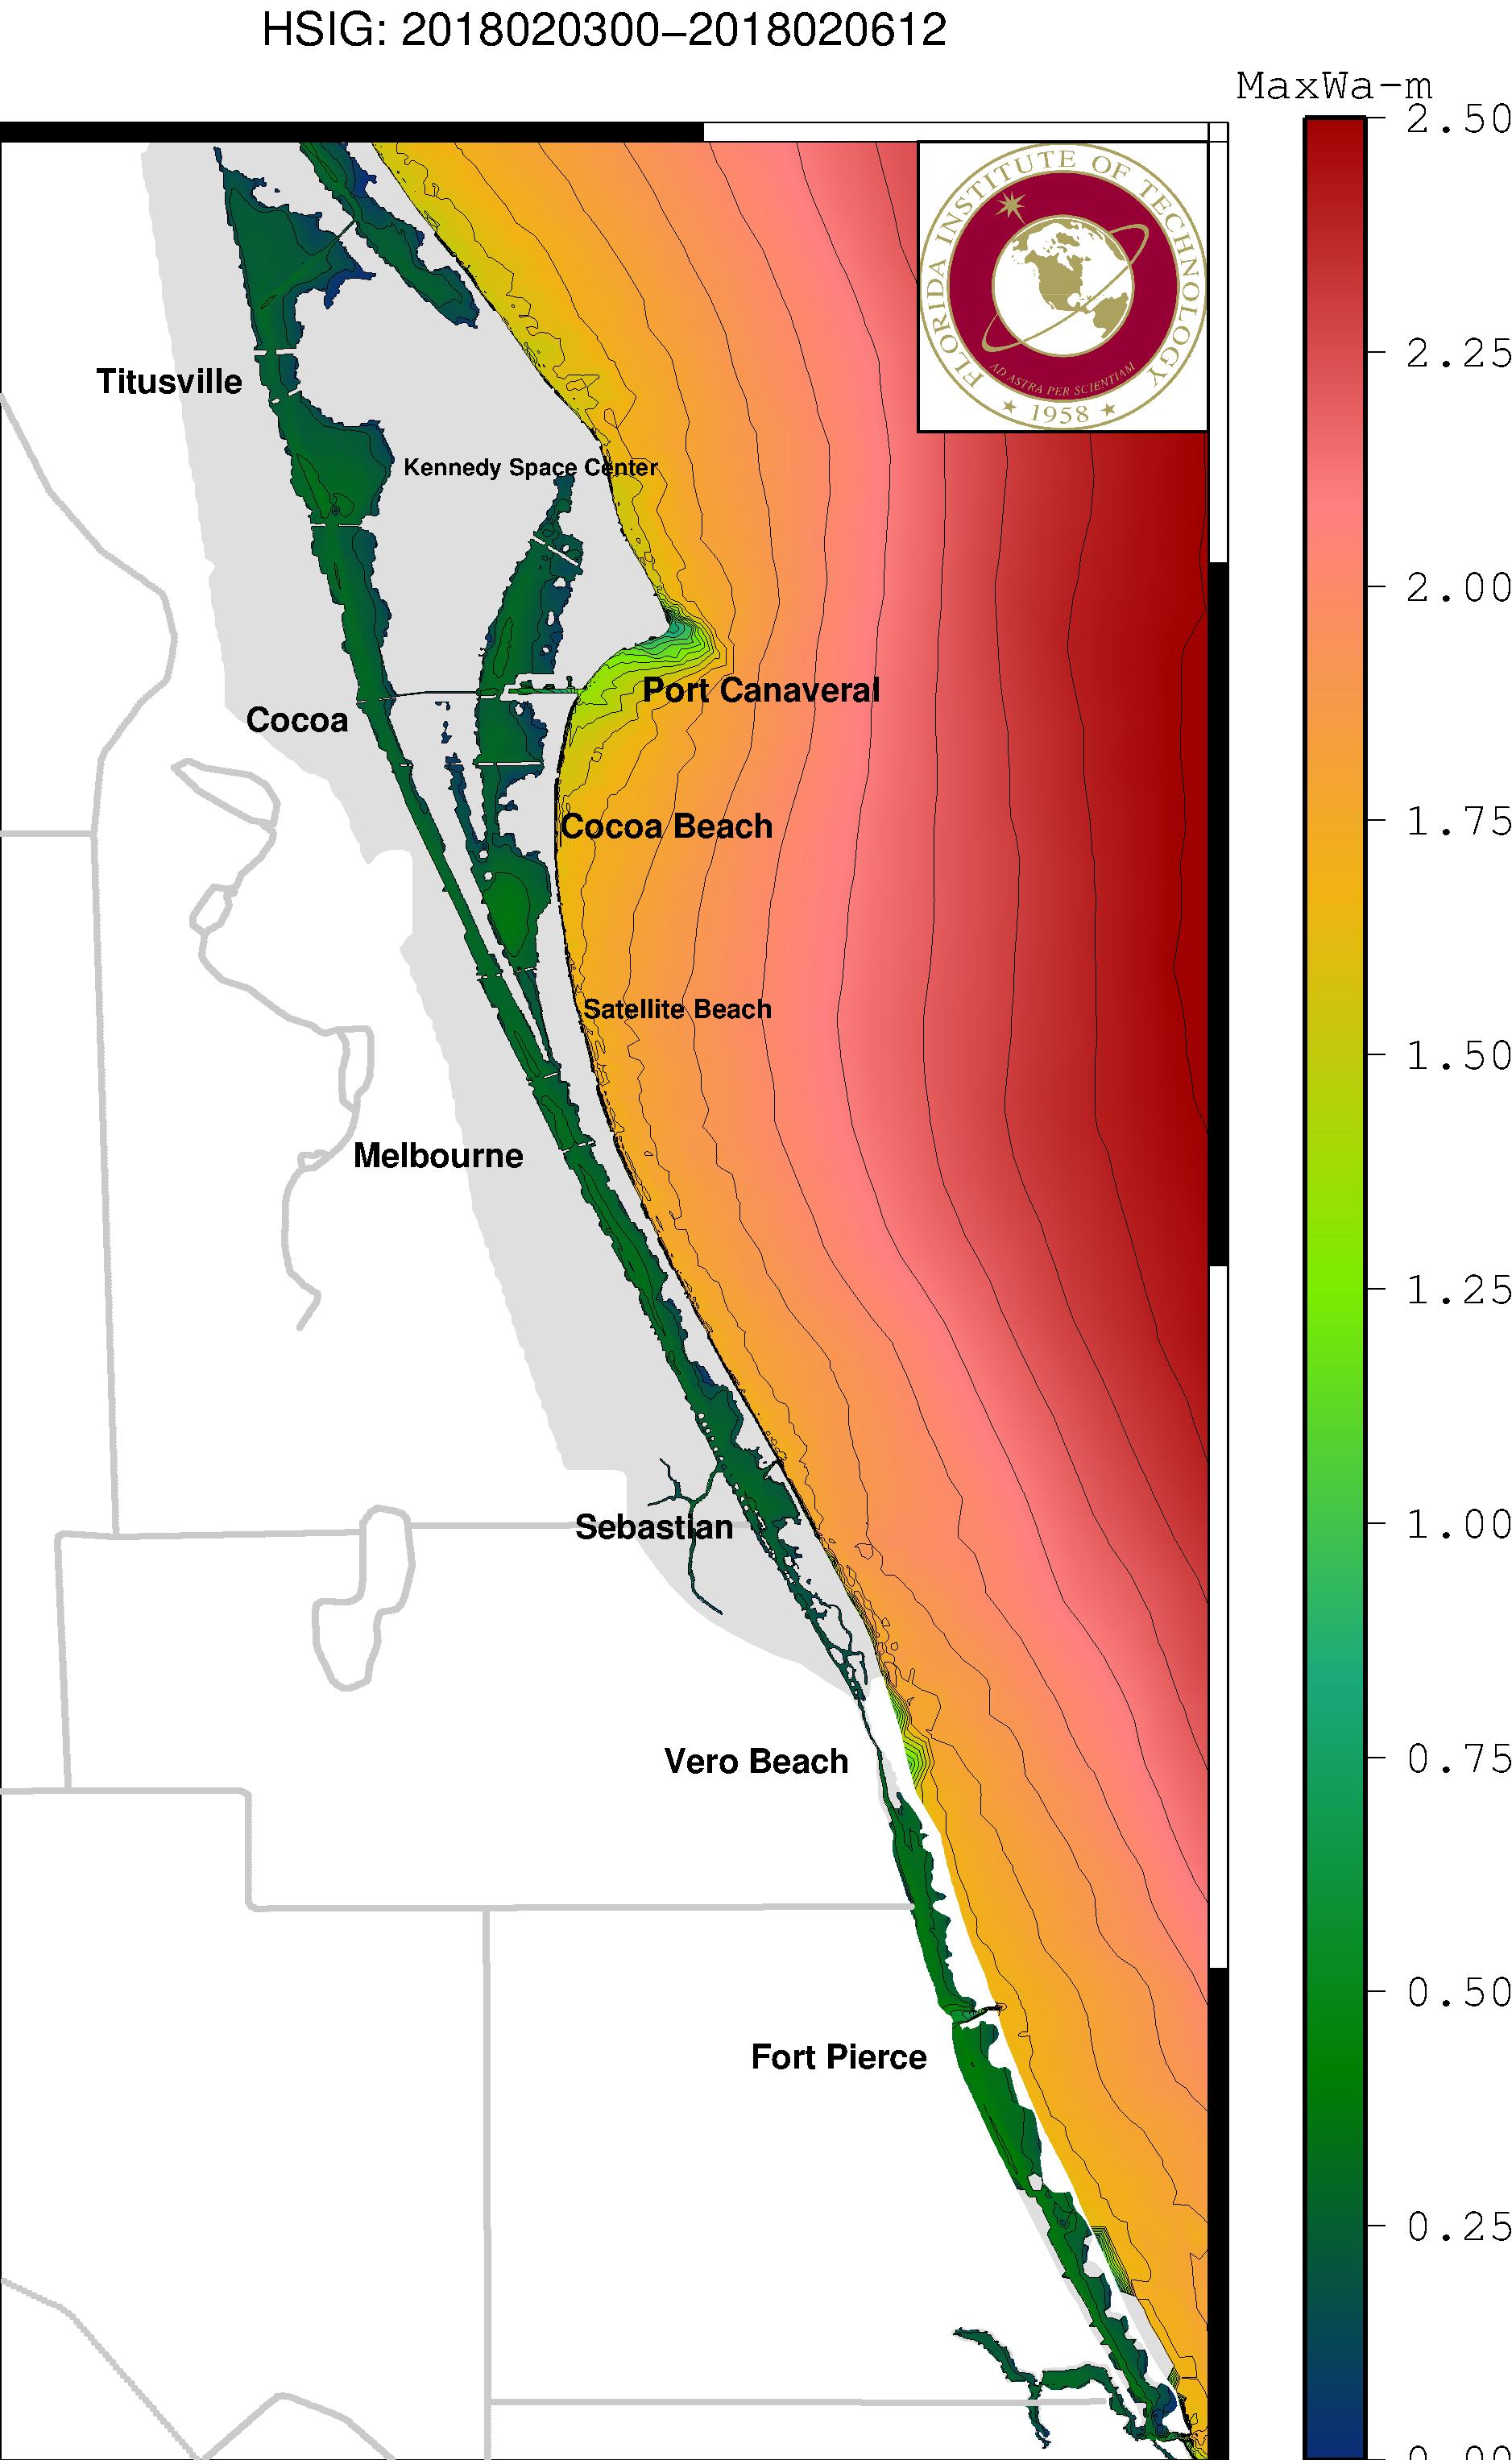 HSIG: 2018020300−2018020612
MaxWa-m
2.50
2.25
2.00
1.75
1.50
1.25
1.00
0.75
0.50
0.25
0.00
FLORIDA INSTITUTE OF TECHNOLOGY
AD ASTRA PER SCIENTIAM
★ 1958 ★
Titusville
Kennedy Space Center
Port Canaveral
Cocoa
Cocoa Beach
Satellite Beach
Melbourne
Sebastian
Vero Beach
Fort Pierce